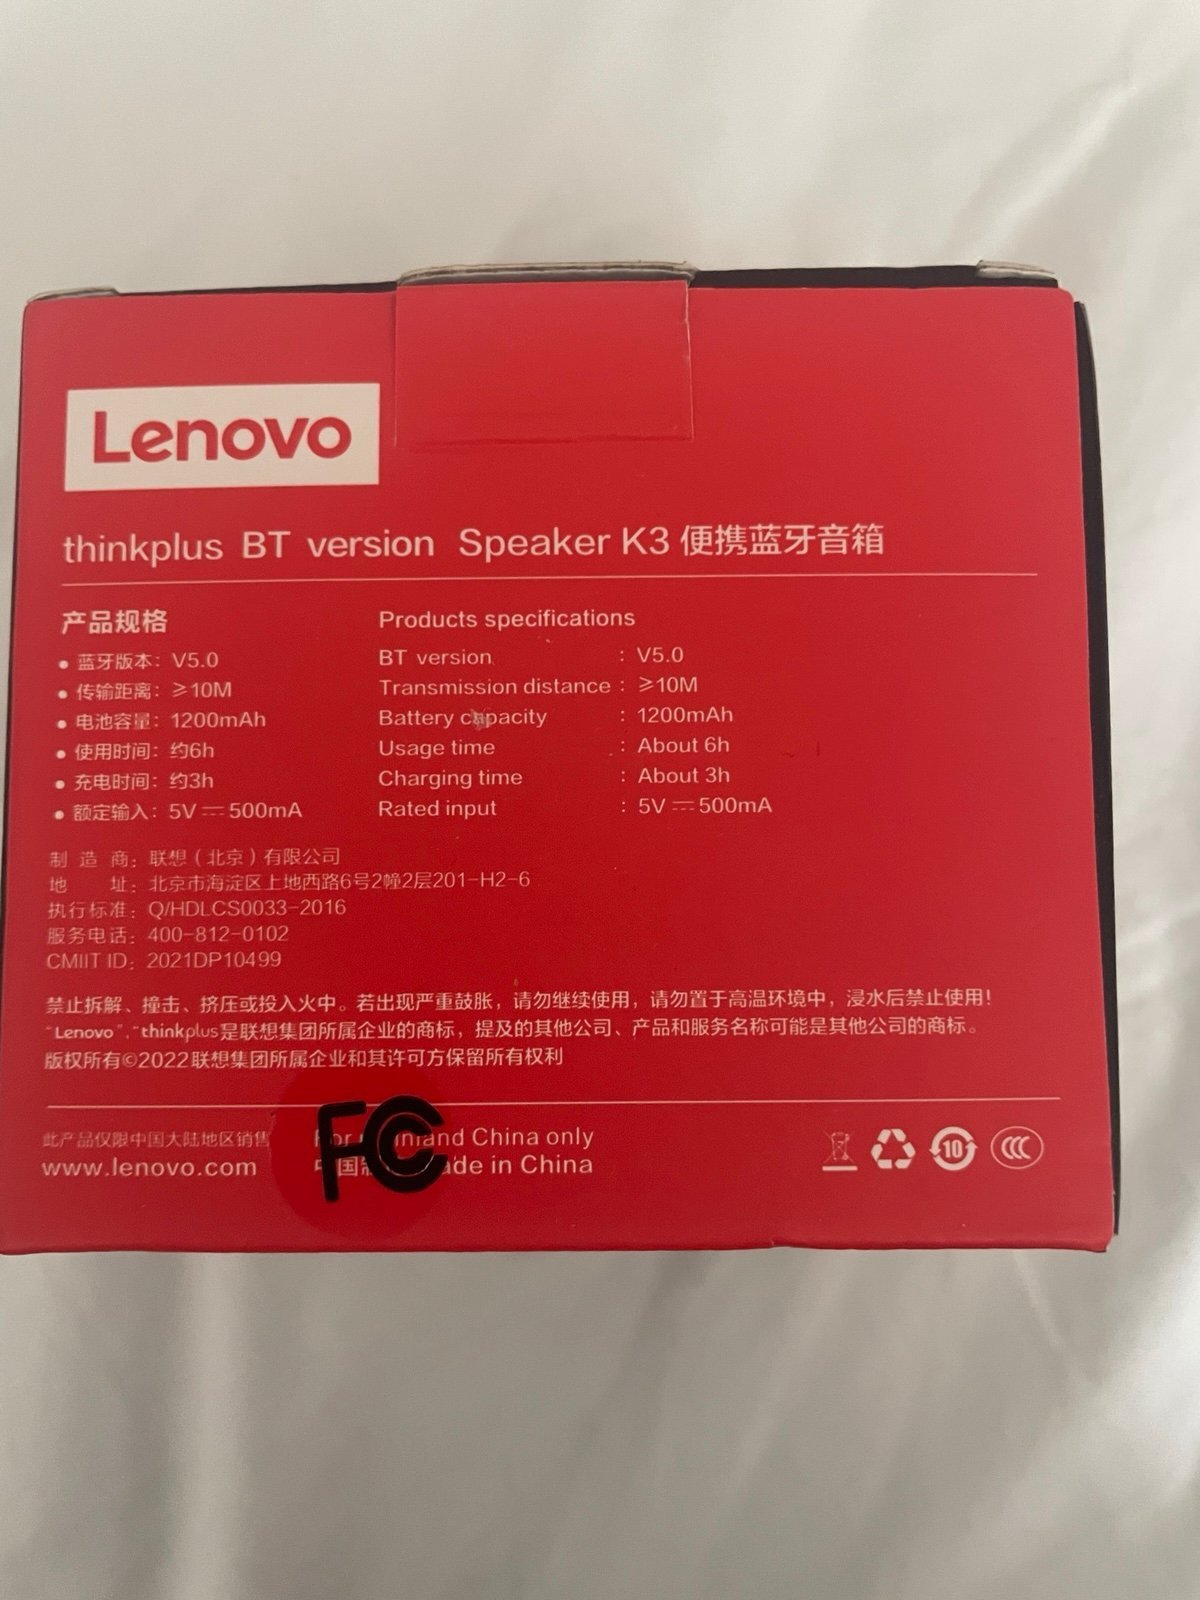 Lenovo
thinkplus BT version Speaker K3 便携蓝牙音箱
产品规格
• 蓝牙版本：V5.0
• 传输距离：≥10M
• 电池容量：1200mAh
• 使用时间：约6h
• 充电时间：约3h
• 额定输入：5V ⎓ 500mA
Products specifications
BT version : V5.0
Transmission distance : ≥10M
Battery capacity : 1200mAh
Usage time : About 6h
Charging time : About 3h
Rated input : 5V ⎓ 500mA
制造商：联想（北京）有限公司
地址：北京市海淀区上地西路6号2幢2层201-H2-6
执行标准：Q/HDLCS0033-2016
服务电话：400-812-0102
CMIIT ID：2021DP10499
禁止拆解、撞击、挤压或投入火中。若出现严重鼓胀，请勿继续使用，请勿置于高温环境中，浸水后禁止使用！
“Lenovo”.“thinkplus是联想集团所属企业的商标，提及的其他公司、产品和服务名称可能是其他公司的商标。
版权所有©2022联想集团所属企业和其许可方保留所有权利
此产品仅限中国大陆地区销售
www.lenovo.com
For China only
in China
FC
10
CCC